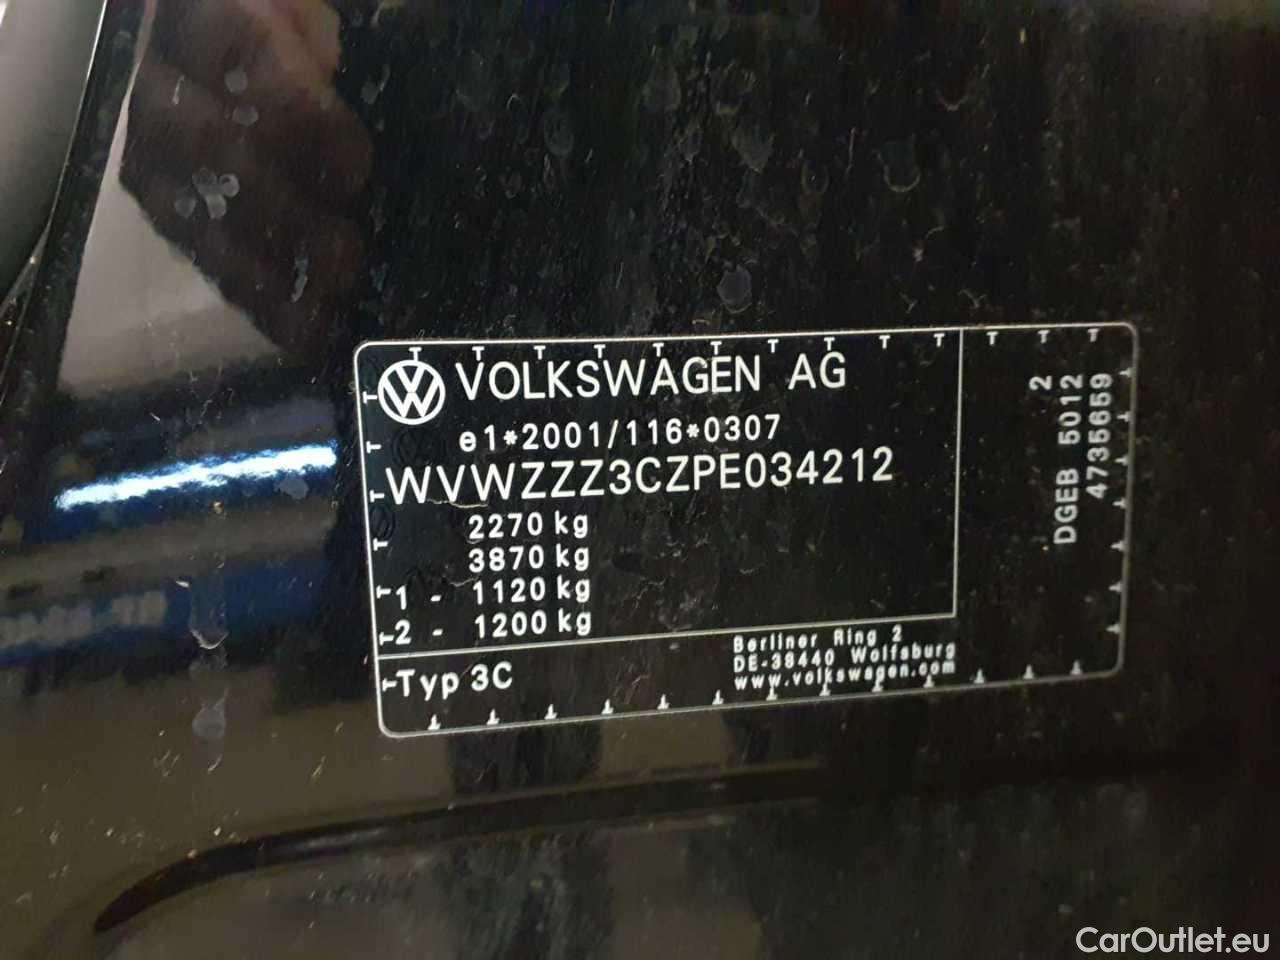 VOLKSWAGEN AG
e1*2001/116*0307
WVWZZZ3CZPE034212
2270 kg
3870 kg
1 - 1120 kg
2 - 1200 kg
Typ 3C
Berliner Ring 2
DE-38440 Wolfsburg
www.volkswagen.com
2
DGEB 5012
4735659
CarOutlet.eu